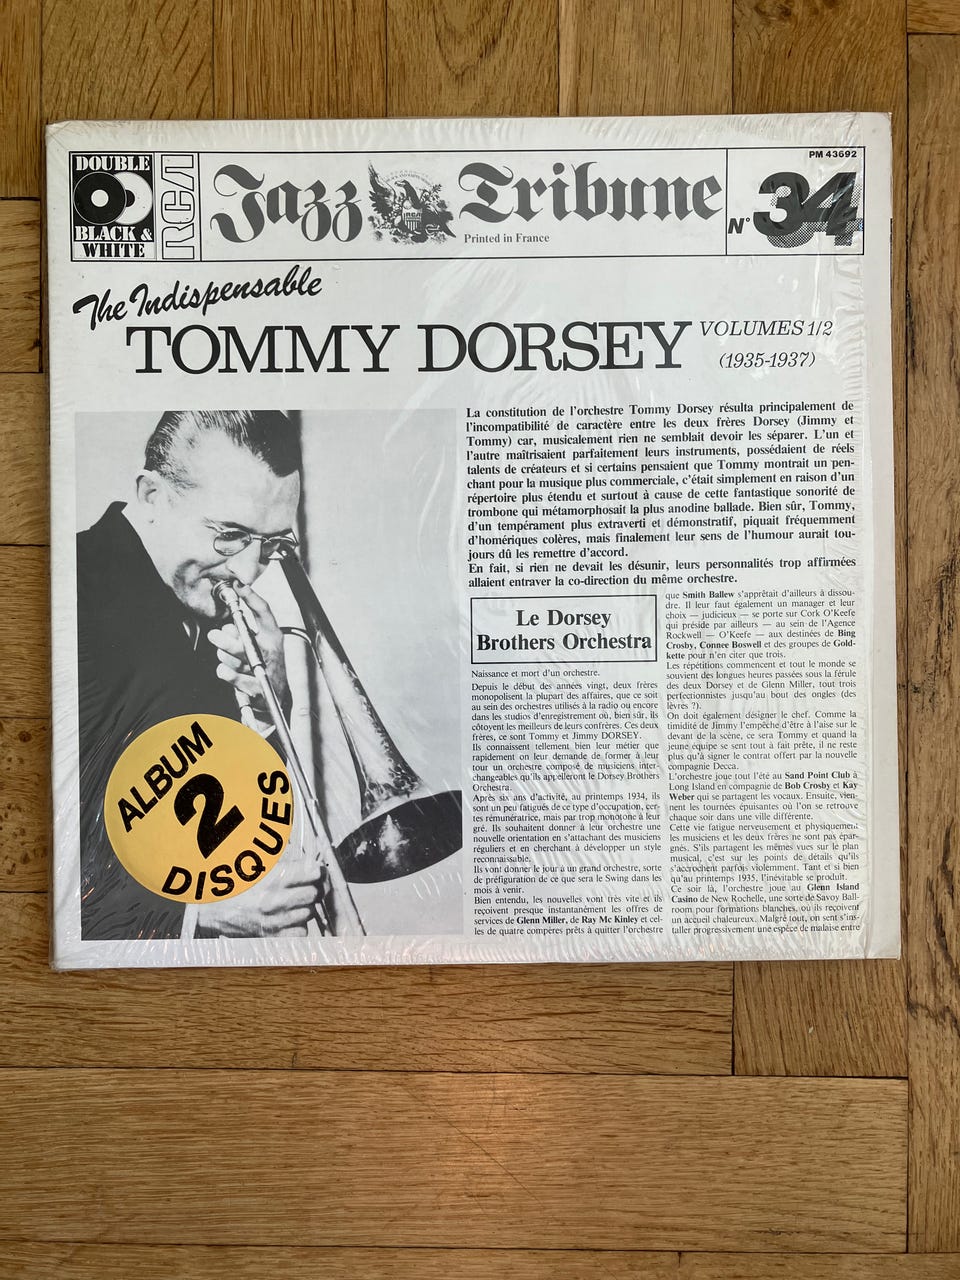 DOUBLE
BLACK &
WHITE
RCA
Jazz Tribune
Printed in France
PM 43692
N° 34
The Indispensable
TOMMY DORSEY
VOLUMES 1/2
(1935-1937)
La constitution de l'orchestre Tommy Dorsey résulta principalement de
l'incompatibilité de caractère entre les deux frères Dorsey (Jimmy et
Tommy) car, musicalement rien ne semblait devoir les séparer. L'un et
l'autre maîtrisaient parfaitement leurs instruments, possédaient de réels
talents de créateurs et si certains pensaient que Tommy montrait un pen-
chant pour la musique plus commerciale, c'était simplement en raison d'un
répertoire plus étendu et surtout à cause de cette fantastique sonorité de
trombone qui métamorphosait la plus anodine ballade. Bien sûr, Tommy,
d'un tempérament plus extraverti et démonstratif, piquait fréquemment
d'homériques colères, mais finalement leur sens de l'humour aurait tou-
jours dû les remettre d'accord.
En fait, si rien ne devait les désunir, leurs personnalités trop affirmées
allaient entraver la co-direction du même orchestre.
Le Dorsey
Brothers Orchestra
Naissance et mort d'un orchestre.
Depuis le début des années vingt, deux frères
monopolisent la plupart des affaires, que ce soit
au sein des orchestres utilisés à la radio ou encore
dans les studios d'enregistrement où, bien sûr, ils
côtoyent les meilleurs de leurs confrères. Ces deux
frères, ce sont Tommy et Jimmy DORSEY.
Ils connaissent tellement bien leur métier que
rapidement on leur demande de former à leur
tour un orchestre composé de musiciens inter-
changeables qu'ils appelleront le Dorsey Brothers
Orchestra.
Après six ans d'activité, au printemps 1934, ils
sont un peu fatigués de ce type d'occupation, cer-
tes rémunératrice, mais par trop monotone à leur
gré. Ils souhaitent donner à leur orchestre une
nouvelle orientation en s'attachant des musiciens
réguliers et en cherchant à développer un style
reconnaissable.
Ils vont donner le jour à un grand orchestre, sorte
de préfiguration de ce que sera le Swing dans les
mois à venir.
Bien entendu, les nouvelles vont très vite et ils
reçoivent presque instantanément les offres de
services de Glenn Miller, de Ray Mc Kinley et cel-
les de quatre compères prêts à quitter l'orchestre
que Smith Ballew s'apprêtait d'ailleurs à dissou-
dre. Il leur faut également un manager et leur
choix — judicieux — se porte sur Cork O'Keefe
qui préside par ailleurs — au sein de l'Agence
Rockwell — O'Keefe — aux destinées de Bing
Crosby, Connee Boswell et des groupes de Gold-
kette pour n'en citer que trois.
Les répétitions commencent et tout le monde se
souvient des longues heures passées sous la férule
des deux Dorsey et de Glenn Miller, tout trois
perfectionnistes jusqu'au bout des ongles (des
lèvres ?).
On doit également désigner le chef. Comme la
timidité de Jimmy l'empêche d'être à l'aise sur le
devant de la scène, ce sera Tommy et quand la
jeune équipe se sent tout à fait prête, il ne reste
plus qu'à signer le contrat offert par la nouvelle
compagnie Decca.
L'orchestre joue tout l'été au Sand Point Club à
Long Island en compagnie de Bob Crosby et Kay
Weber qui se partagent les vocaux. Ensuite, vien-
nent les tournées épuisantes où l'on se retrouve
chaque soir dans une ville différente.
Cette vie fatigue nerveusement et physiquement
les musiciens et les deux frères ne sont pas épar-
gnés. S'ils partagent les mêmes vues sur le plan
musical, c'est sur les points de détails qu'ils
s'accrochent parfois violemment. Tant et si bien
qu'au printemps 1935, l'inévitable se produit.
Ce soir là, l'orchestre joue au Glenn Island
Casino de New Rochelle, une sorte de Savoy Ball-
room pour formations blanches, où ils reçoivent
un accueil chaleureux. Malgré tout, on sent s'ins-
taller progressivement une espèce de malaise entre
ALBUM
2
DISQUES